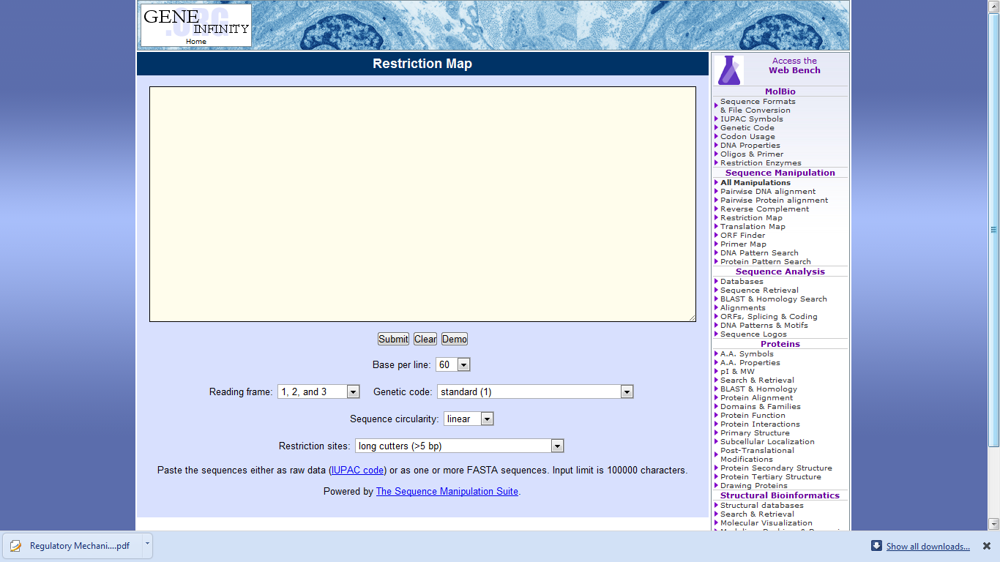 GENE
.ORG
INFINITY
Home
Restriction Map
Submit Clear Demo
Base per line: 60
Reading frame: 1, 2, and 3 Genetic code: standard (1)
Sequence circularity: linear
Restriction sites: long cutters (>5 bp)
Paste the sequences either as raw data (IUPAC code) or as one or more FASTA sequences. Input limit is 100000 characters.
Powered by The Sequence Manipulation Suite.
Access the
Web Bench
MolBio
Sequence Formats
& File Conversion
IUPAC Symbols
Genetic Code
Codon Usage
DNA Properties
Oligos & Primer
Restriction Enzymes
Sequence Manipulation
All Manipulations
Pairwise DNA alignment
Pairwise Protein alignment
Reverse Complement
Restriction Map
Translation Map
ORF Finder
Primer Map
DNA Pattern Search
Protein Pattern Search
Sequence Analysis
Databases
Sequence Retrieval
BLAST & Homology Search
Alignments
ORFs, Splicing & Coding
DNA Patterns & Motifs
Sequence Logos
Proteins
A.A. Symbols
A.A. Properties
pI & MW
Search & Retrieval
BLAST & Homology
Protein Alignment
Domains & Families
Protein Function
Protein Interactions
Primary Structure
Subcellular Localization
Post-Translational
Modifications
Protein Secondary Structure
Protein Tertiary Structure
Drawing Proteins
Structural Bioinformatics
Structural databases
Search & Retrieval
Molecular Visualization
Regulatory Mechani....pdf
Show all downloads...